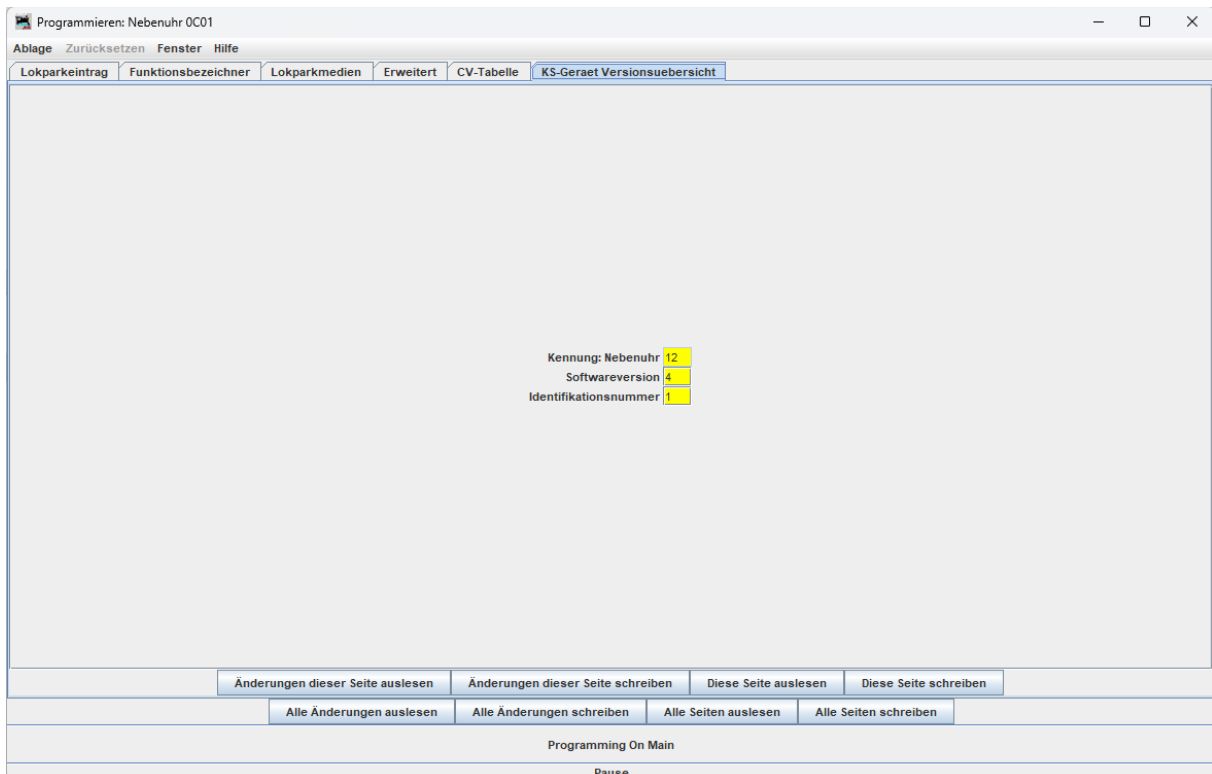 Programmieren: Nebenuhr 0C01
Ablage Zurücksetzen Fenster Hilfe
Lokparkeintrag Funktionsbezeichner Lokparkmedien Erweitert CV-Tabelle KS-Geraet Versionsuebersicht
Kennung: Nebenuhr 12
Softwareversion 4
Identifikationsnummer 1
Änderungen dieser Seite auslesen Änderungen dieser Seite schreiben Diese Seite auslesen Diese Seite schreiben
Alle Änderungen auslesen Alle Änderungen schreiben Alle Seiten auslesen Alle Seiten schreiben
Programming On Main
Pause